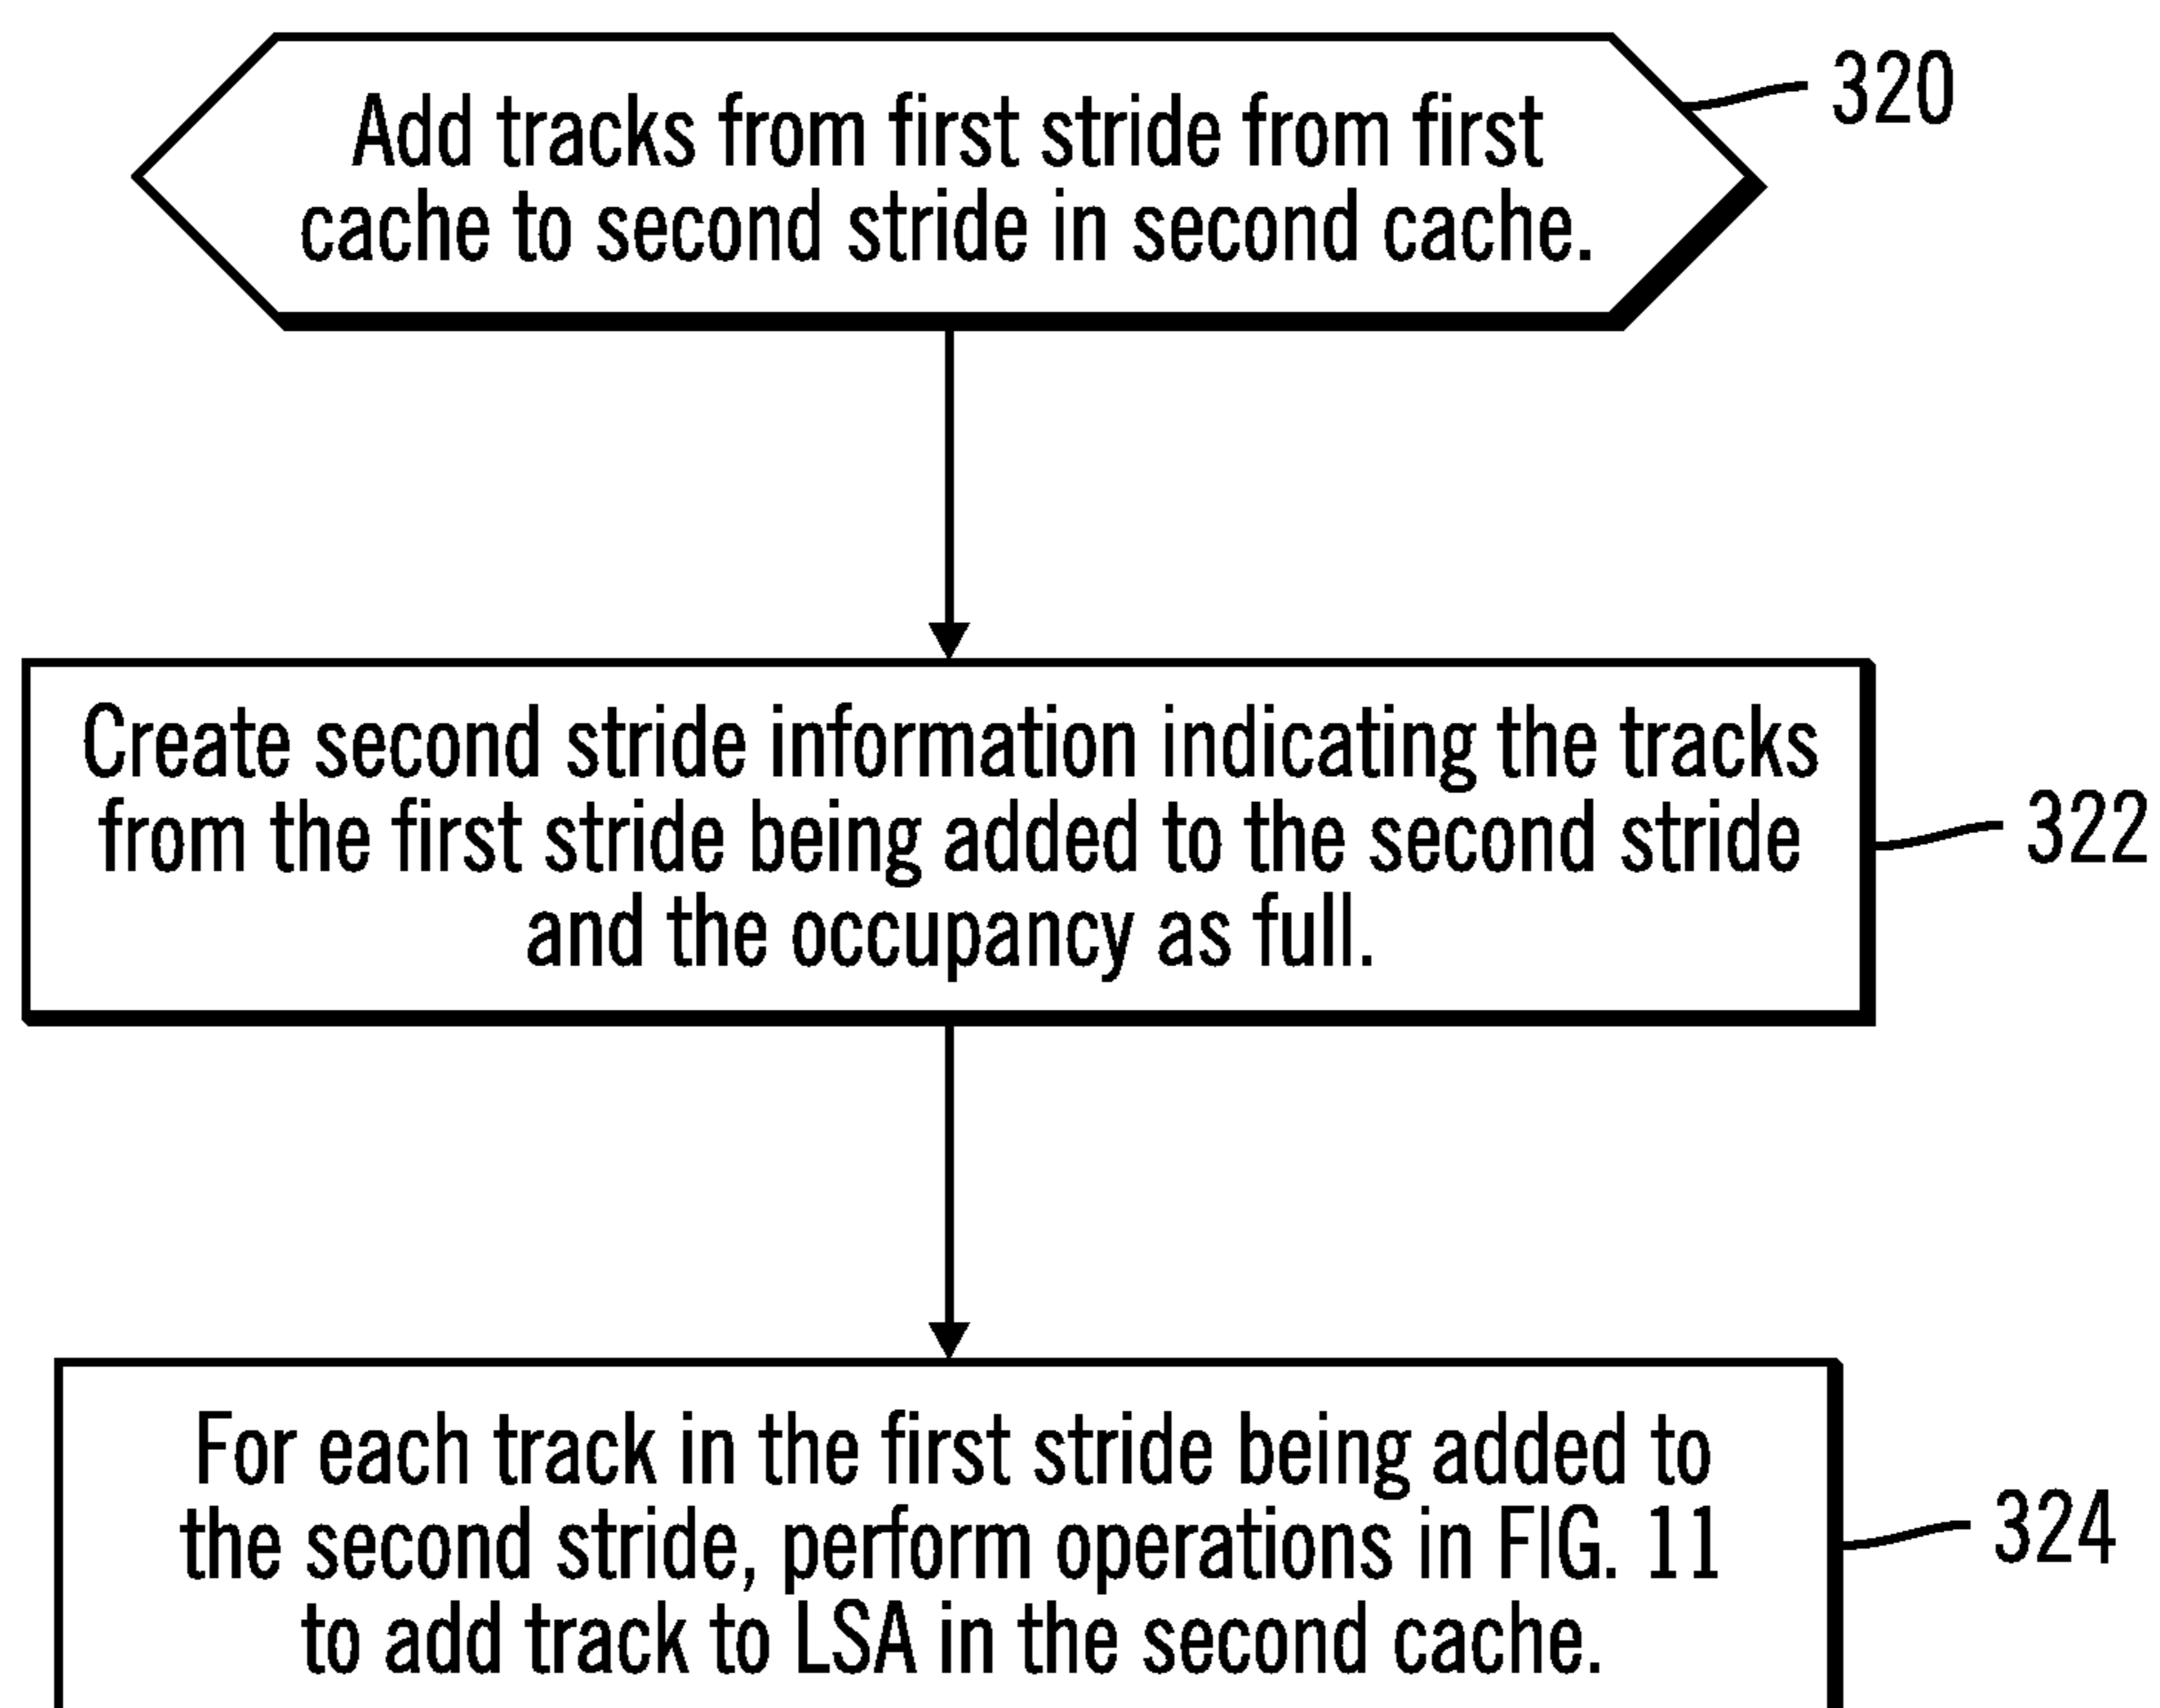 Add tracks from first stride from first
cache to second stride in second cache.
320
Create second stride information indicating the tracks
from the first stride being added to the second stride
and the occupancy as full.
322
For each track in the first stride being added to
the second stride, perform operations in FIG. 11
to add track to LSA in the second cache.
324